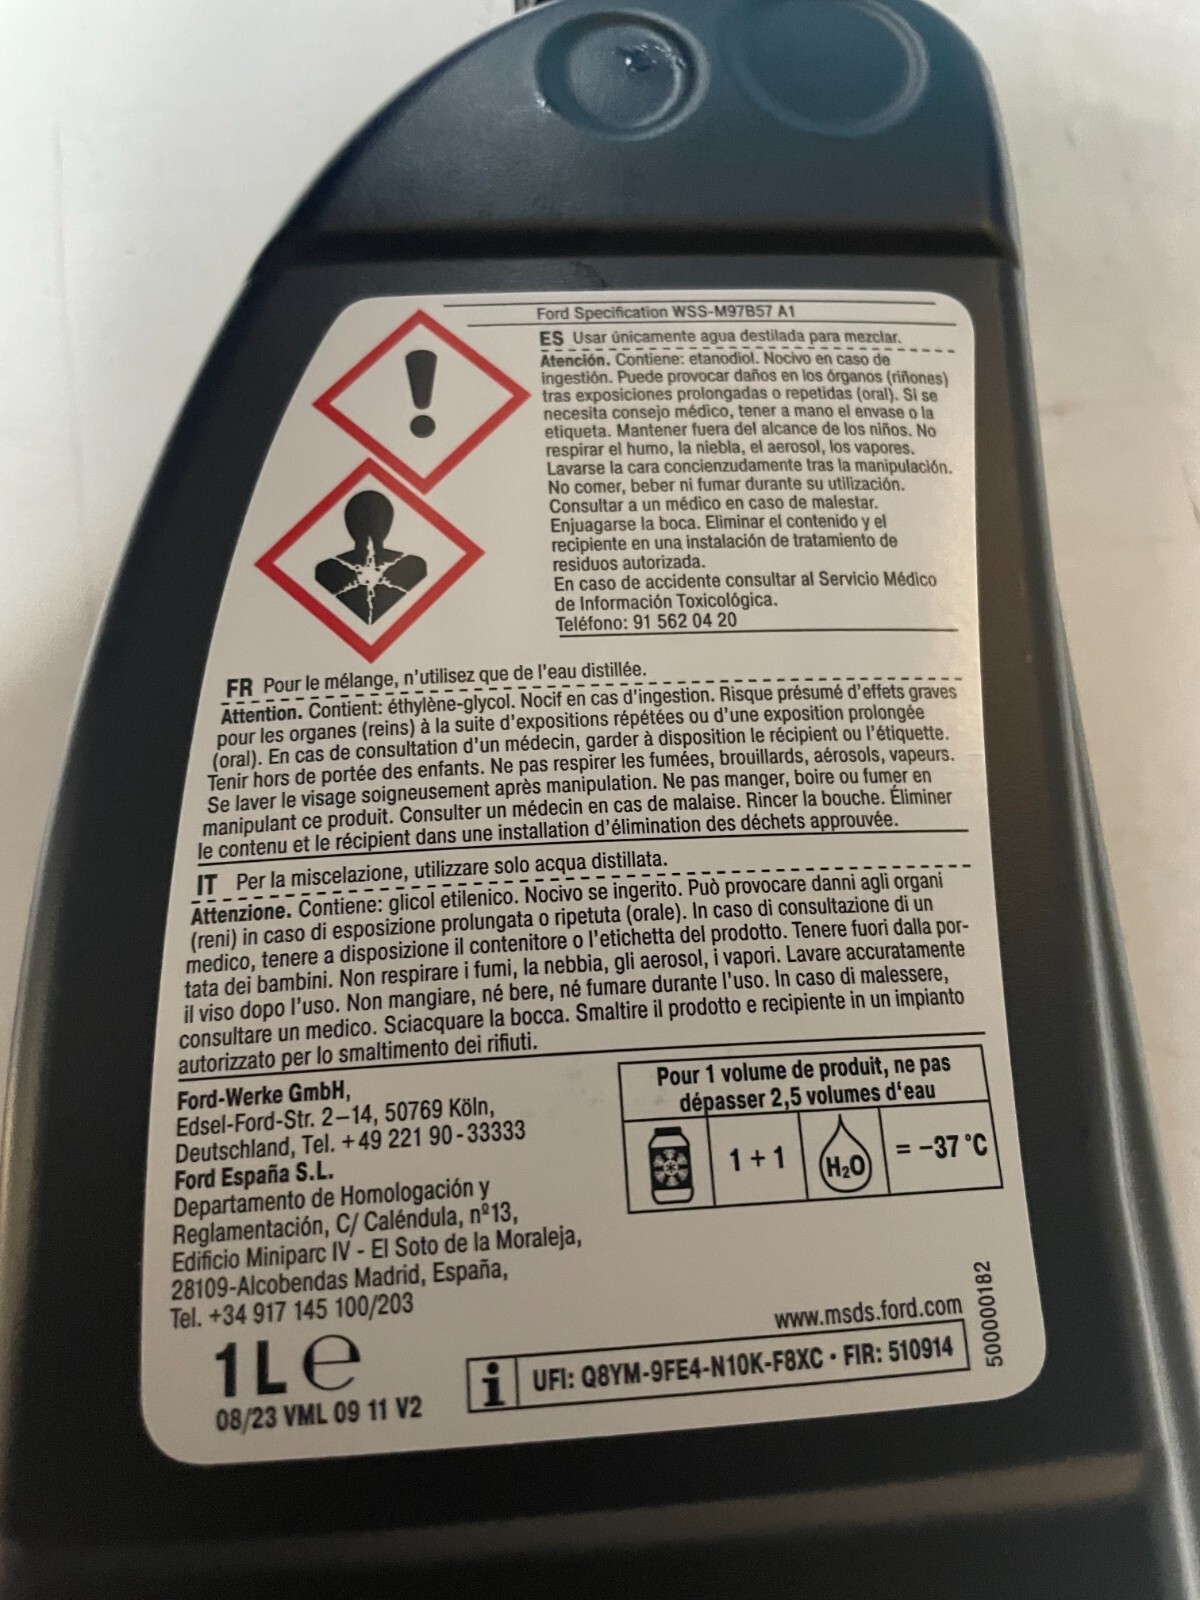 Ford Specification WSS-M97B57 A1
ES Usar únicamente agua destilada para mezclar.
Atención. Contiene: etanodiol. Nocivo en caso de
ingestión. Puede provocar daños en los órganos (riñones)
tras exposiciones prolongadas o repetidas (oral). Si se
necesita consejo médico, tener a mano el envase o la
etiqueta. Mantener fuera del alcance de los niños. No
respirar el humo, la niebla, el aerosol, los vapores.
Lavarse la cara concienzudamente tras la manipulación.
No comer, beber ni fumar durante su utilización.
Consultar a un médico en caso de malestar.
Enjuagarse la boca. Eliminar el contenido y el
recipiente en una instalación de tratamiento de
residuos autorizada.
En caso de accidente consultar al Servicio Médico
de Información Toxicológica.
Teléfono: 91 562 04 20
FR Pour le mélange, n'utilisez que de l'eau distillée.
Attention. Contient: éthylène-glycol. Nocif en cas d'ingestion. Risque présumé d'effets graves
pour les organes (reins) à la suite d'expositions répétées ou d'une exposition prolongée
(oral). En cas de consultation d'un médecin, garder à disposition le récipient ou l'étiquette.
Tenir hors de portée des enfants. Ne pas respirer les fumées, brouillards, aérosols, vapeurs.
Se laver le visage soigneusement après manipulation. Ne pas manger, boire ou fumer en
manipulant ce produit. Consulter un médecin en cas de malaise. Rincer la bouche. Éliminer
le contenu et le récipient dans une installation d'élimination des déchets approuvée.
IT Per la miscelazione, utilizzare solo acqua distillata.
Attenzione. Contiene: glicol etilenico. Nocivo se ingerito. Può provocare danni agli organi
(reni) in caso di esposizione prolungata o ripetuta (orale). In caso di consultazione di un
medico, tenere a disposizione il contenitore o l'etichetta del prodotto. Tenere fuori dalla por-
tata dei bambini. Non respirare i fumi, la nebbia, gli aerosol, i vapori. Lavare accuratamente
il viso dopo l'uso. Non mangiare, né bere, né fumare durante l'uso. In caso di malessere,
consultare un medico. Sciacquare la bocca. Smaltire il prodotto e recipiente in un impianto
autorizzato per lo smaltimento dei rifiuti.
Ford-Werke GmbH,
Edsel-Ford-Str. 2–14, 50769 Köln,
Deutschland, Tel. +49 221 90-33333
Ford España S.L.
Departamento de Homologación y
Reglamentación, C/ Caléndula, nº13,
Edificio Miniparc IV - El Soto de la Moraleja,
28109-Alcobendas Madrid, España,
Tel. +34 917 145 100/203
Pour 1 volume de produit, ne pas
dépasser 2,5 volumes d'eau
1 + 1 H₂O = –37 °C
1L ℮
08/23 VML 09 11 V2
www.msds.ford.com
i UFI: Q8YM-9FE4-N10K-F8XC • FIR: 510914
500000182